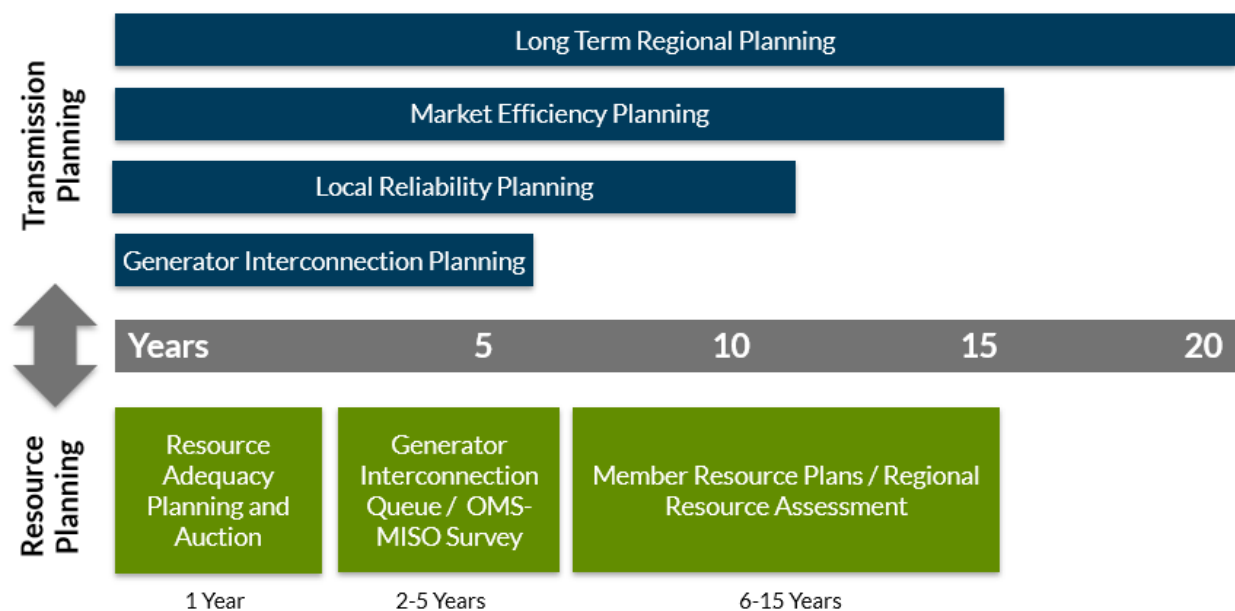 Transmission
Planning
Long Term Regional Planning
Market Efficiency Planning
Local Reliability Planning
Generator Interconnection Planning
Years 5 10 15 20
Resource
Planning
Resource
Adequacy
Planning and
Auction
Generator
Interconnection
Queue / OMS-
MISO Survey
Member Resource Plans / Regional
Resource Assessment
1 Year
2-5 Years
6-15 Years